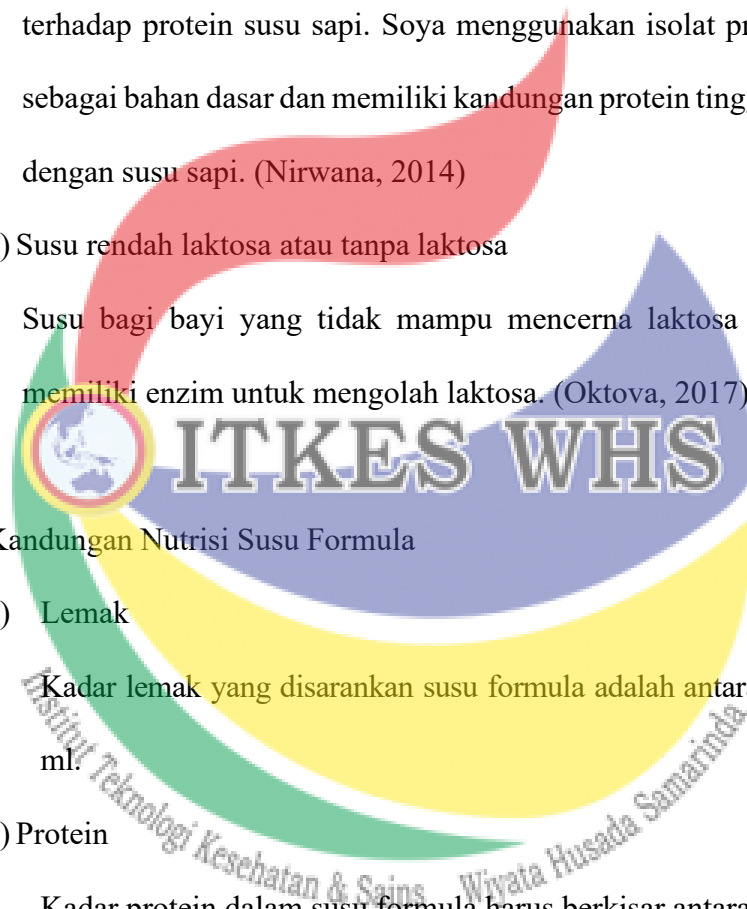 terhadap protein susu sapi. Soya menggunakan isolat
sebagai bahan dasar dan memiliki kandungan protein
dengan susu sapi. (Nirwana, 2014)
) Susu rendah laktosa atau tanpa laktosa
Susu bagi bayi yang tidak mampu mencerna laktosa
memiliki enzim untuk mengolah laktosa. (Oktova, 2017)
ITKES WHS
Kandungan Nutrisi Susu Formula
) Lemak
Kadar lemak yang disarankan susu formula adalah antara
ml.
) Protein
Kadar protein dalam susu formula harus berkisar antara
Institut Teknologi Kesehatan & Sains Wiyata Husada Samarinda